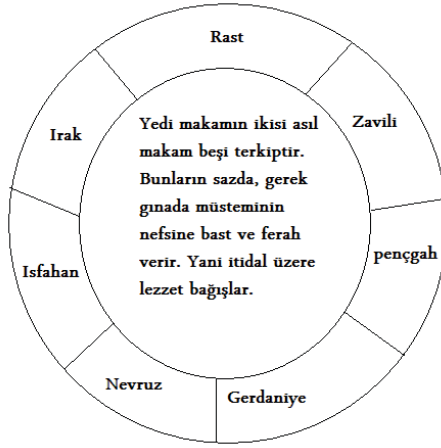 Rast
Zavili
pençgah
Gerdaniye
Nevruz
Isfahan
Irak
Yedi makamın ikisi asıl
makam beşi terkiptir.
Bunların sazda, gerek
gınada müsteminin
nefsine bast ve ferah
verir. Yani itidal üzere
lezzet bağışlar.